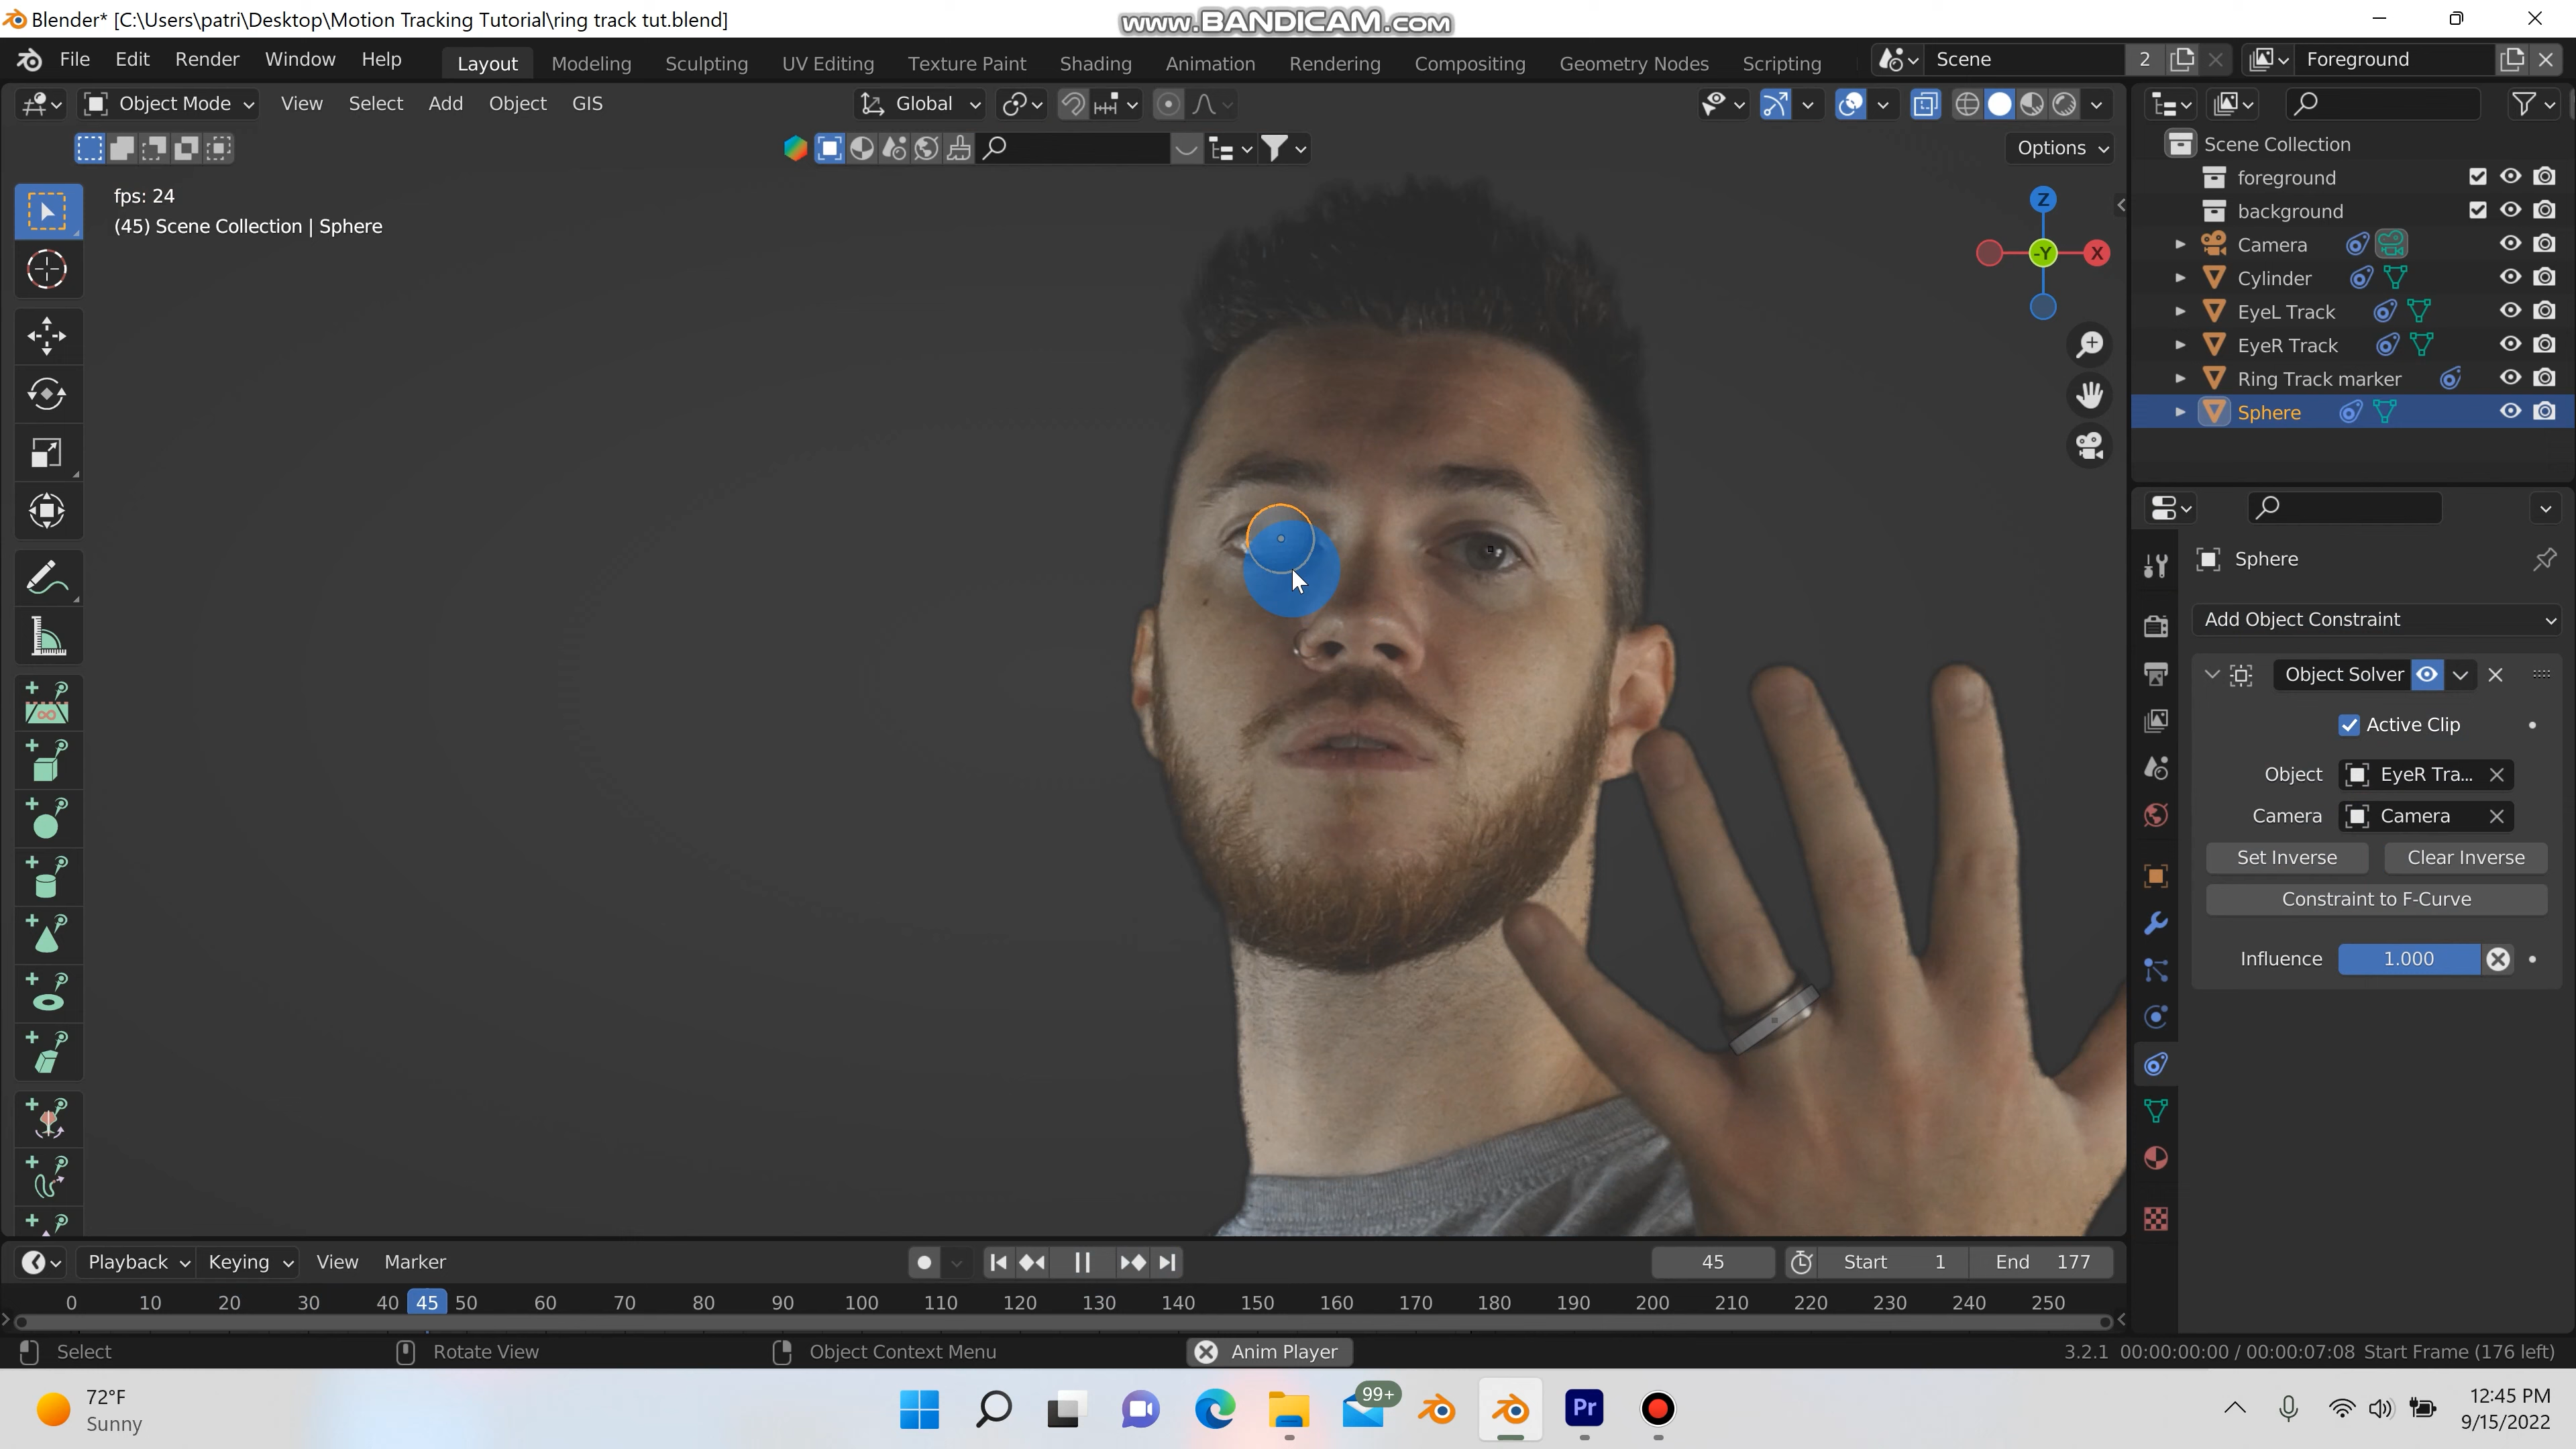 Blender* [C:\Users\patri\Desktop\Motion Tracking Tutorial\ring track tut.blend]
www.BANDICAM.com
File Edit Render Window Help Layout Modeling Sculpting UV Editing Texture Paint Shading Animation Rendering Compositing Geometry Nodes Scripting Scene 2 Foreground
Object Mode View Select Add Object GIS Global
Options
fps: 24
(45) Scene Collection | Sphere
Z
-Y
X
Scene Collection
foreground
background
Camera
Cylinder
EyeL Track
EyeR Track
Ring Track marker
Sphere
Sphere
Add Object Constraint
Object Solver
Active Clip
Object EyeR Tra...
Camera Camera
Set Inverse Clear Inverse
Constraint to F-Curve
Influence 1.000
Playback Keying View Marker 45 Start 1 End 177
0 10 20 30 40 45 50 60 70 80 90 100 110 120 130 140 150 160 170 180 190 200 210 220 230 240 250
Select Rotate View Object Context Menu Anim Player 3.2.1 00:00:00:00 / 00:00:07:08 Start Frame (176 left)
72°F
Sunny
99+
Pr
12:45 PM
9/15/2022